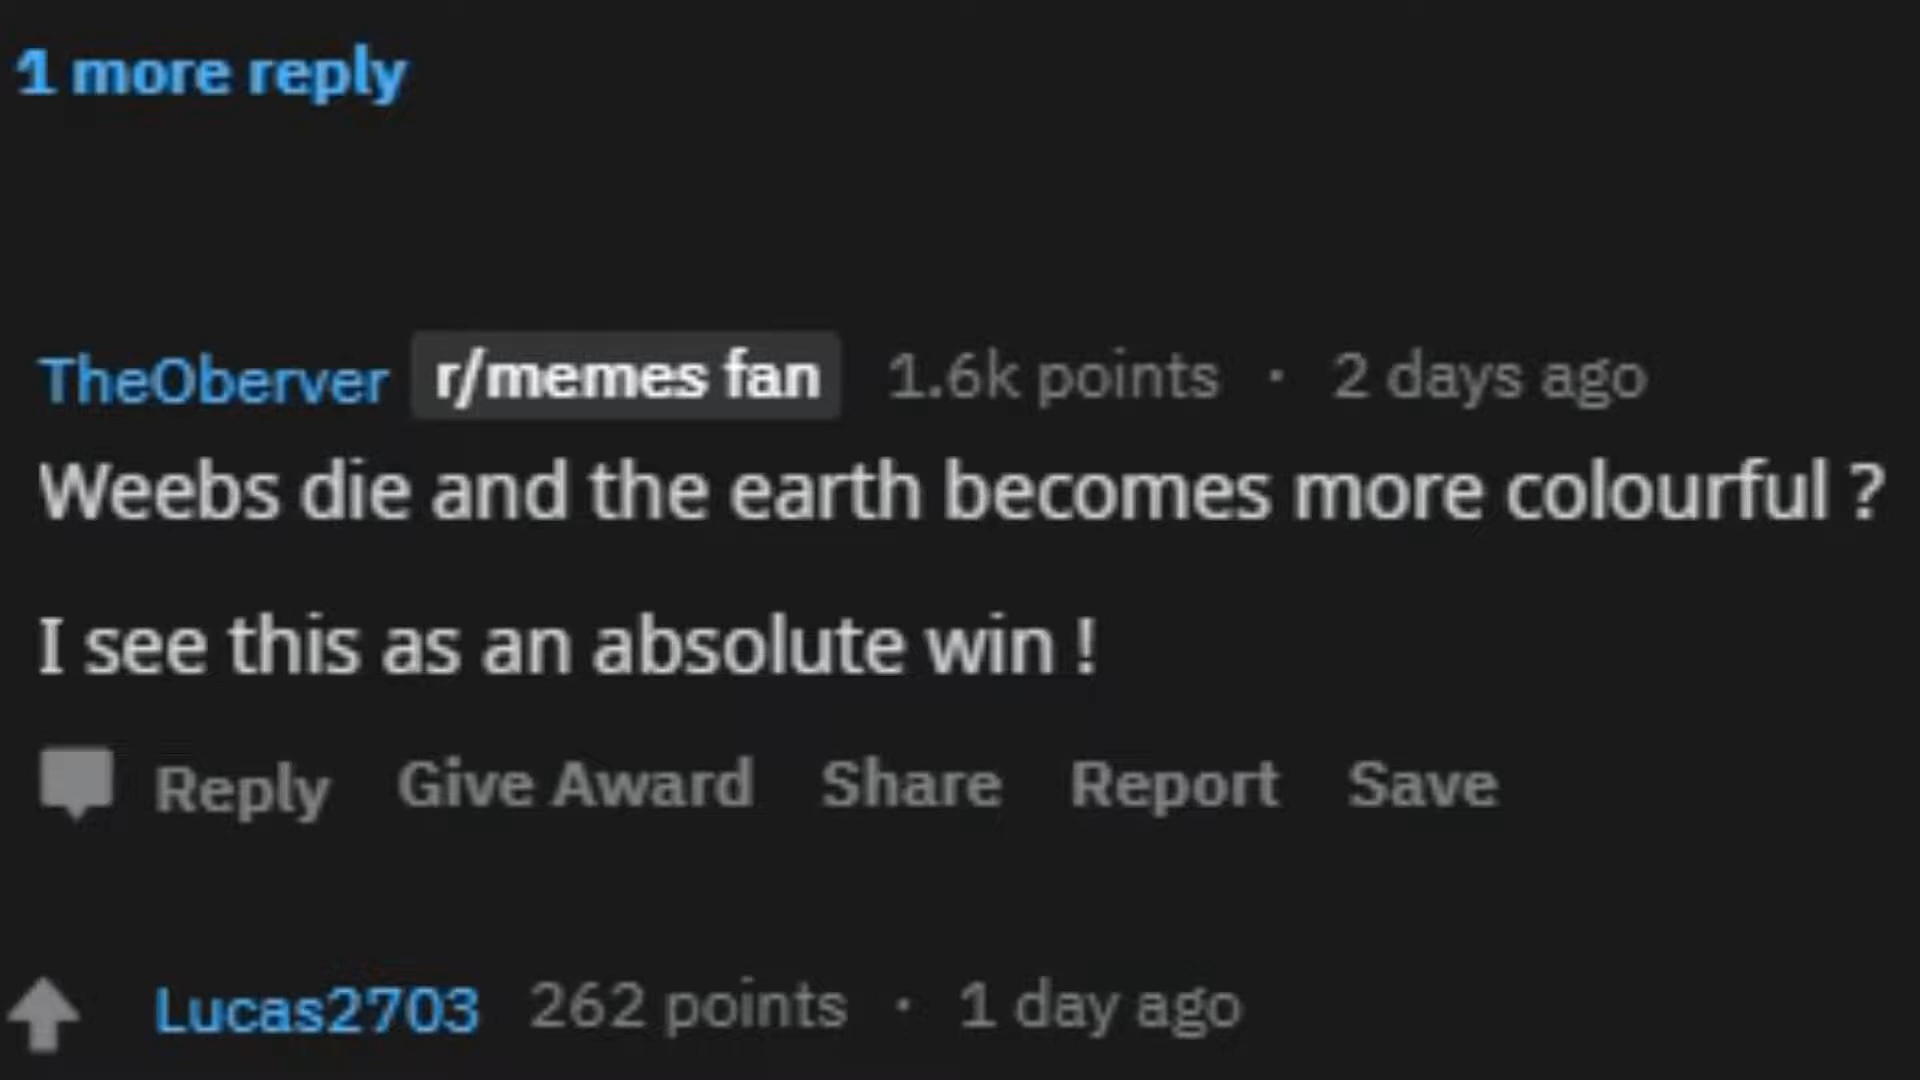 1 more reply
TheOberver r/memes fan 1.6k points · 2 days ago
Weebs die and the earth becomes more colourful ?
I see this as an absolute win !
Reply Give Award Share Report Save
Lucas2703 262 points · 1 day ago